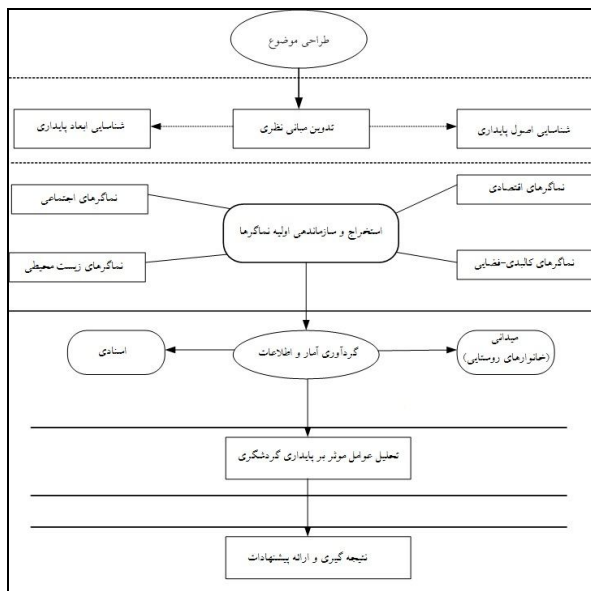 طراحی موضوع
شناسایی اصول پایداری
تدوین مبانی نظری
شناسایی ابعاد پایداری
نماگرهای اقتصادی
نماگرهای اجتماعی
استخراج و سازماندهی اولیه نماگرها
نماگرهای کالبدی-فضایی
نماگرهای زیست محیطی
میدانی
(خانوارهای روستایی)
گردآوری آمار و اطلاعات
اسنادی
تحلیل عوامل موثر بر پایداری گردشگری
نتیجه گیری و ارائه پیشنهادات